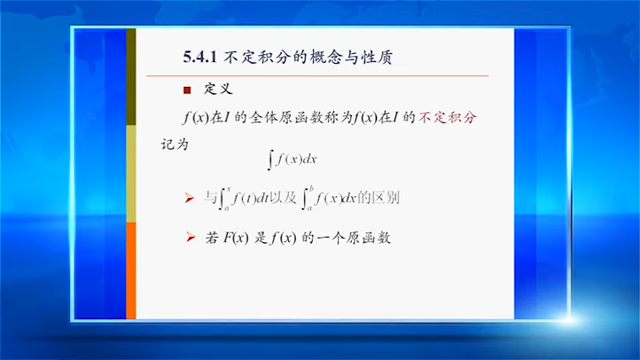 5.4.1 不定积分的概念与性质
■ 定义
f(x)在I 的全体原函数称为f(x)在I 的不定积分
记为
∫f(x)dx
➢ 与∫ₐˣf(t)dt以及∫ₐᵇf(x)dx的区别
➢ 若 F(x) 是 f(x) 的一个原函数